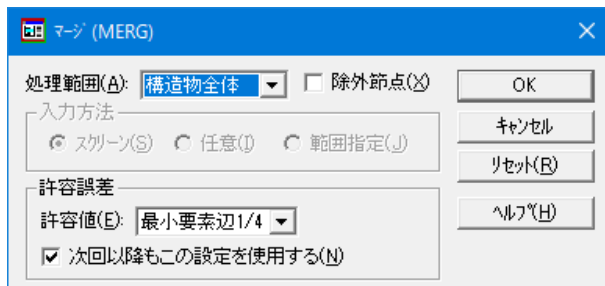 マージ (MERG)
処理範囲(A): 構造物全体 除外節点(X)
入力方法
スクリーン(S) 任意(I) 範囲指定(J)
許容誤差
許容値(E): 最小要素辺1/4
次回以降もこの設定を使用する(N)
OK
キャンセル
リセット(R)
ヘルプ(H)